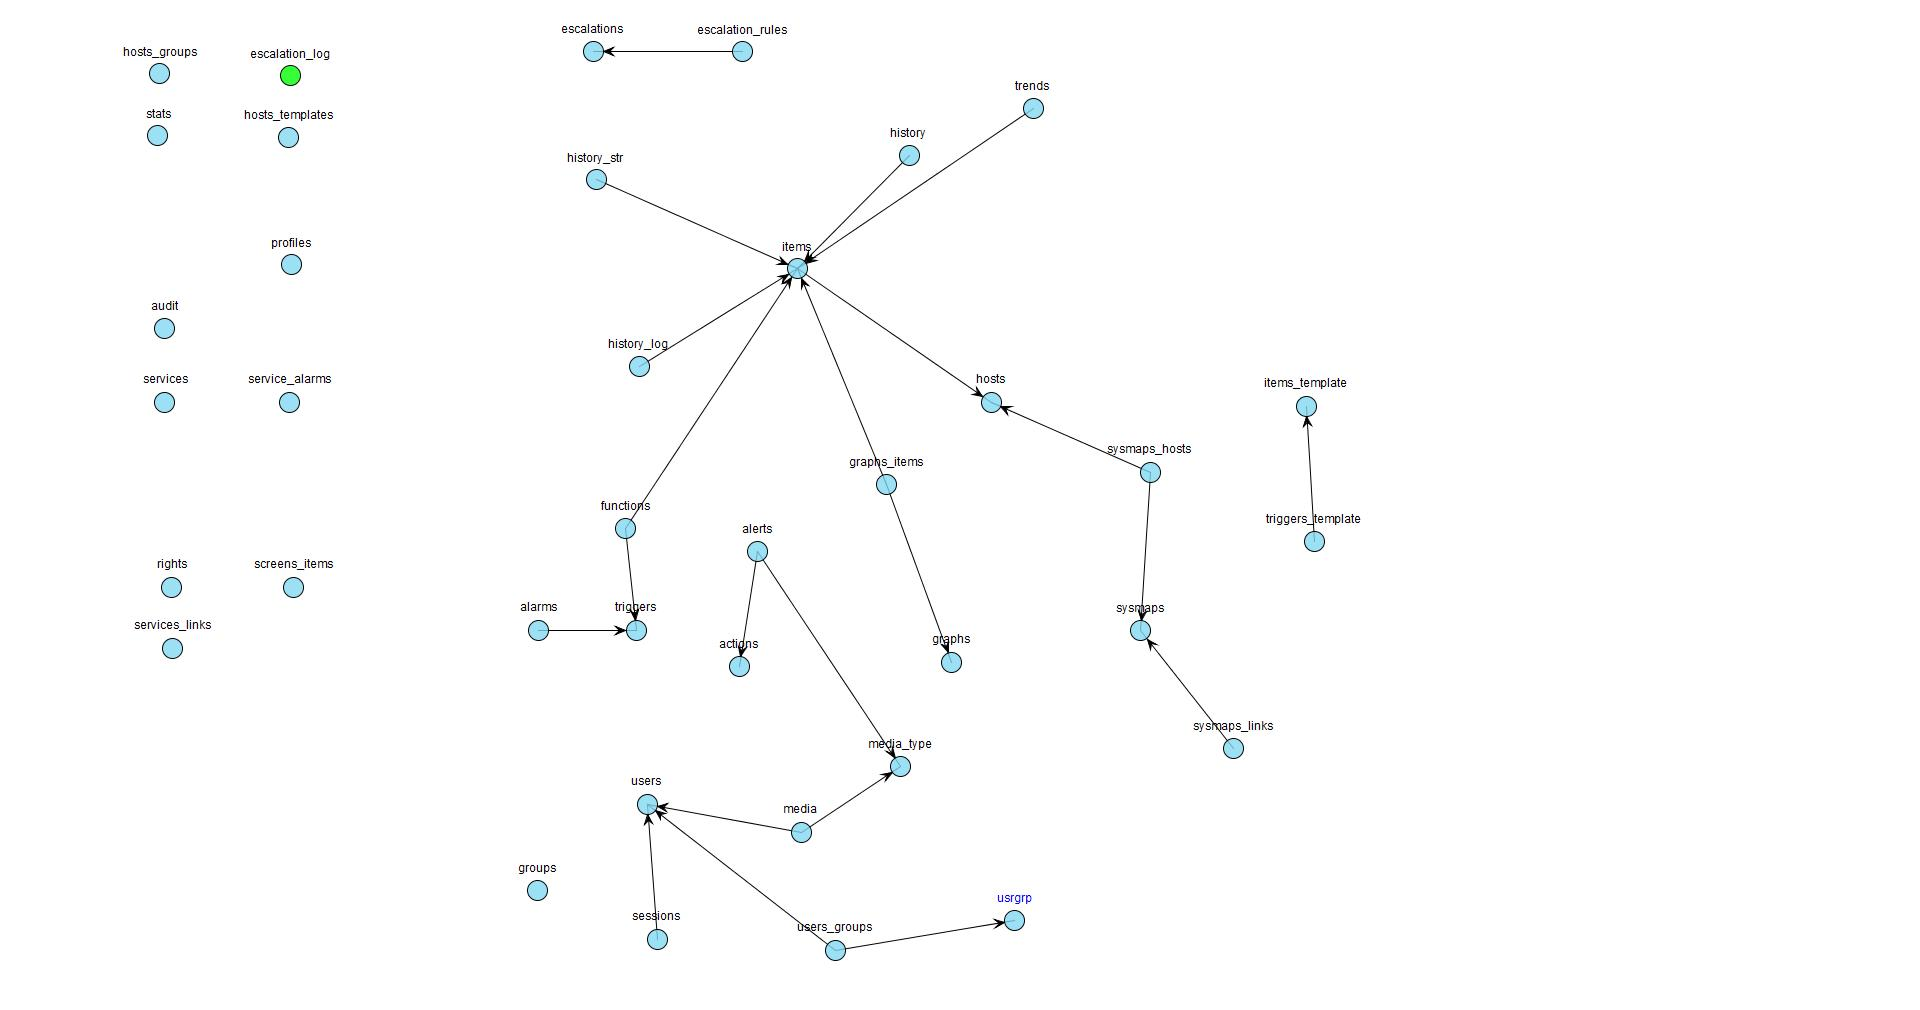 escalations
escalation_rules
hosts_groups
escalation_log
trends
stats
hosts_templates
history
history_str
profiles
items
audit
history_log
services
service_alarms
hosts
items_template
sysmaps_hosts
graphs_items
functions
triggers_template
alerts
rights
screens_items
alarms
triggers
sysmaps
services_links
actions
graphs
sysmaps_links
media_type
users
media
groups
usrgrp
sessions
users_groups